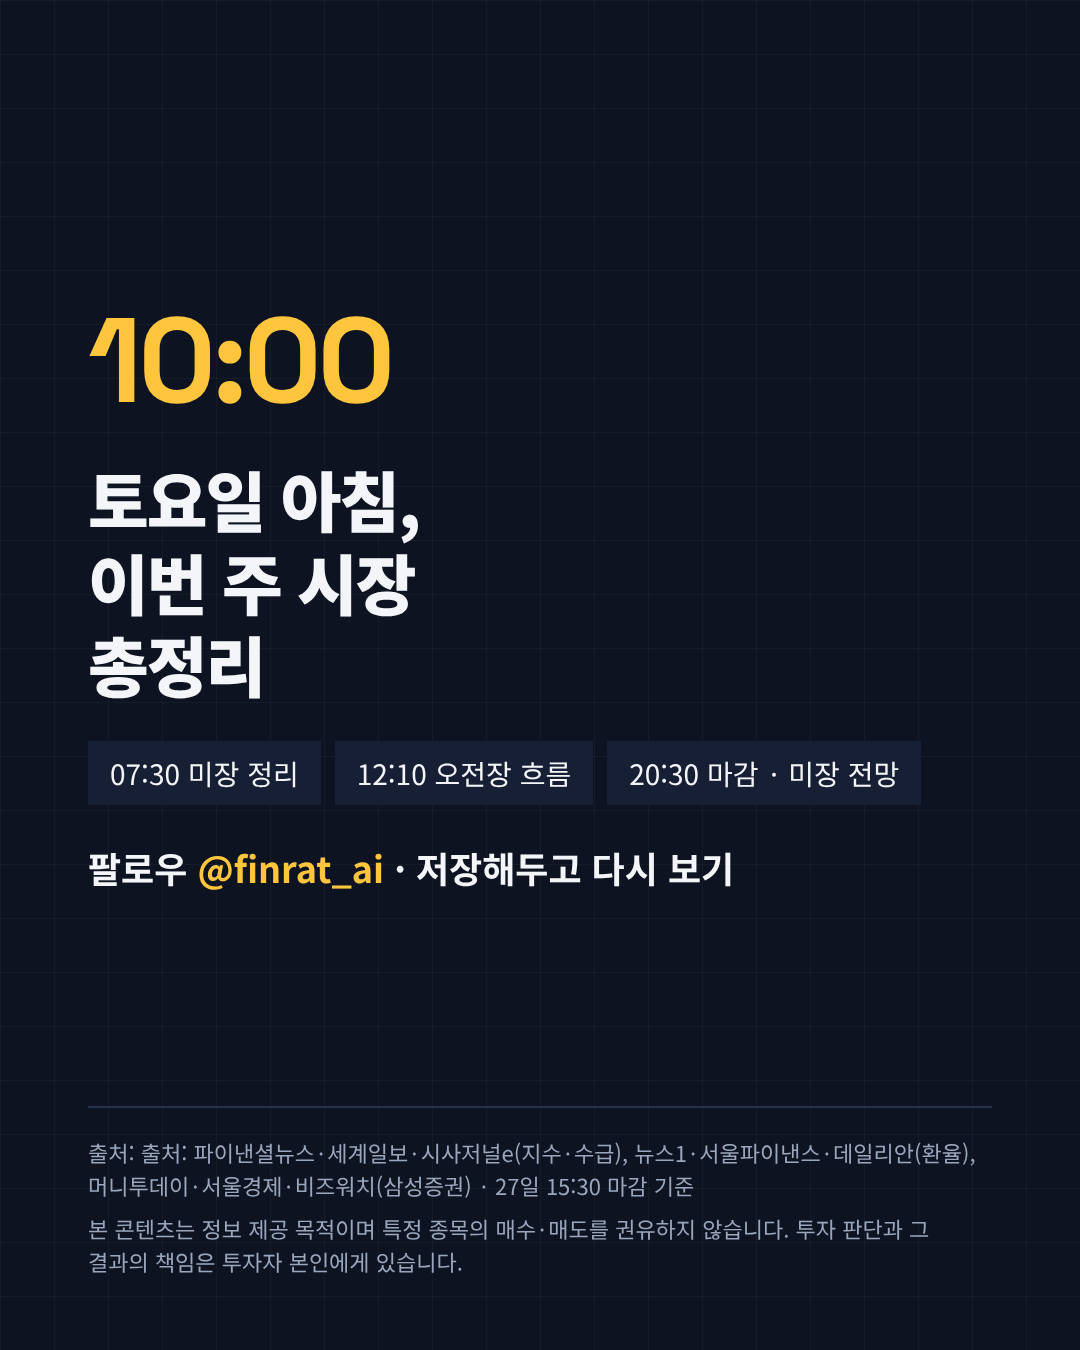 10:00
토요일 아침,
이번 주 시장
총정리
07:30 미장 정리
12:10 오전장 흐름
20:30 마감 · 미장 전망
팔로우 @finrat_ai · 저장해두고 다시 보기
출처: 출처: 파이낸셜뉴스·세계일보·시사저널e(지수·수급), 뉴스1·서울파이낸스·데일리안(환율),
머니투데이·서울경제·비즈워치(삼성증권) · 27일 15:30 마감 기준
본 콘텐츠는 정보 제공 목적이며 특정 종목의 매수·매도를 권유하지 않습니다. 투자 판단과 그
결과의 책임은 투자자 본인에게 있습니다.